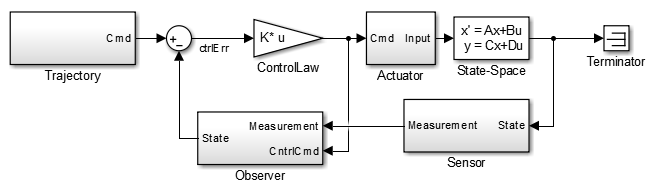 Cmd
Trajectory
+
−
ctrlErr
K* u
ControlLaw
Cmd Input
Actuator
x' = Ax+Bu
y = Cx+Du
State-Space
Terminator
State
Measurement
CntrlCmd
Observer
Measurement State
Sensor